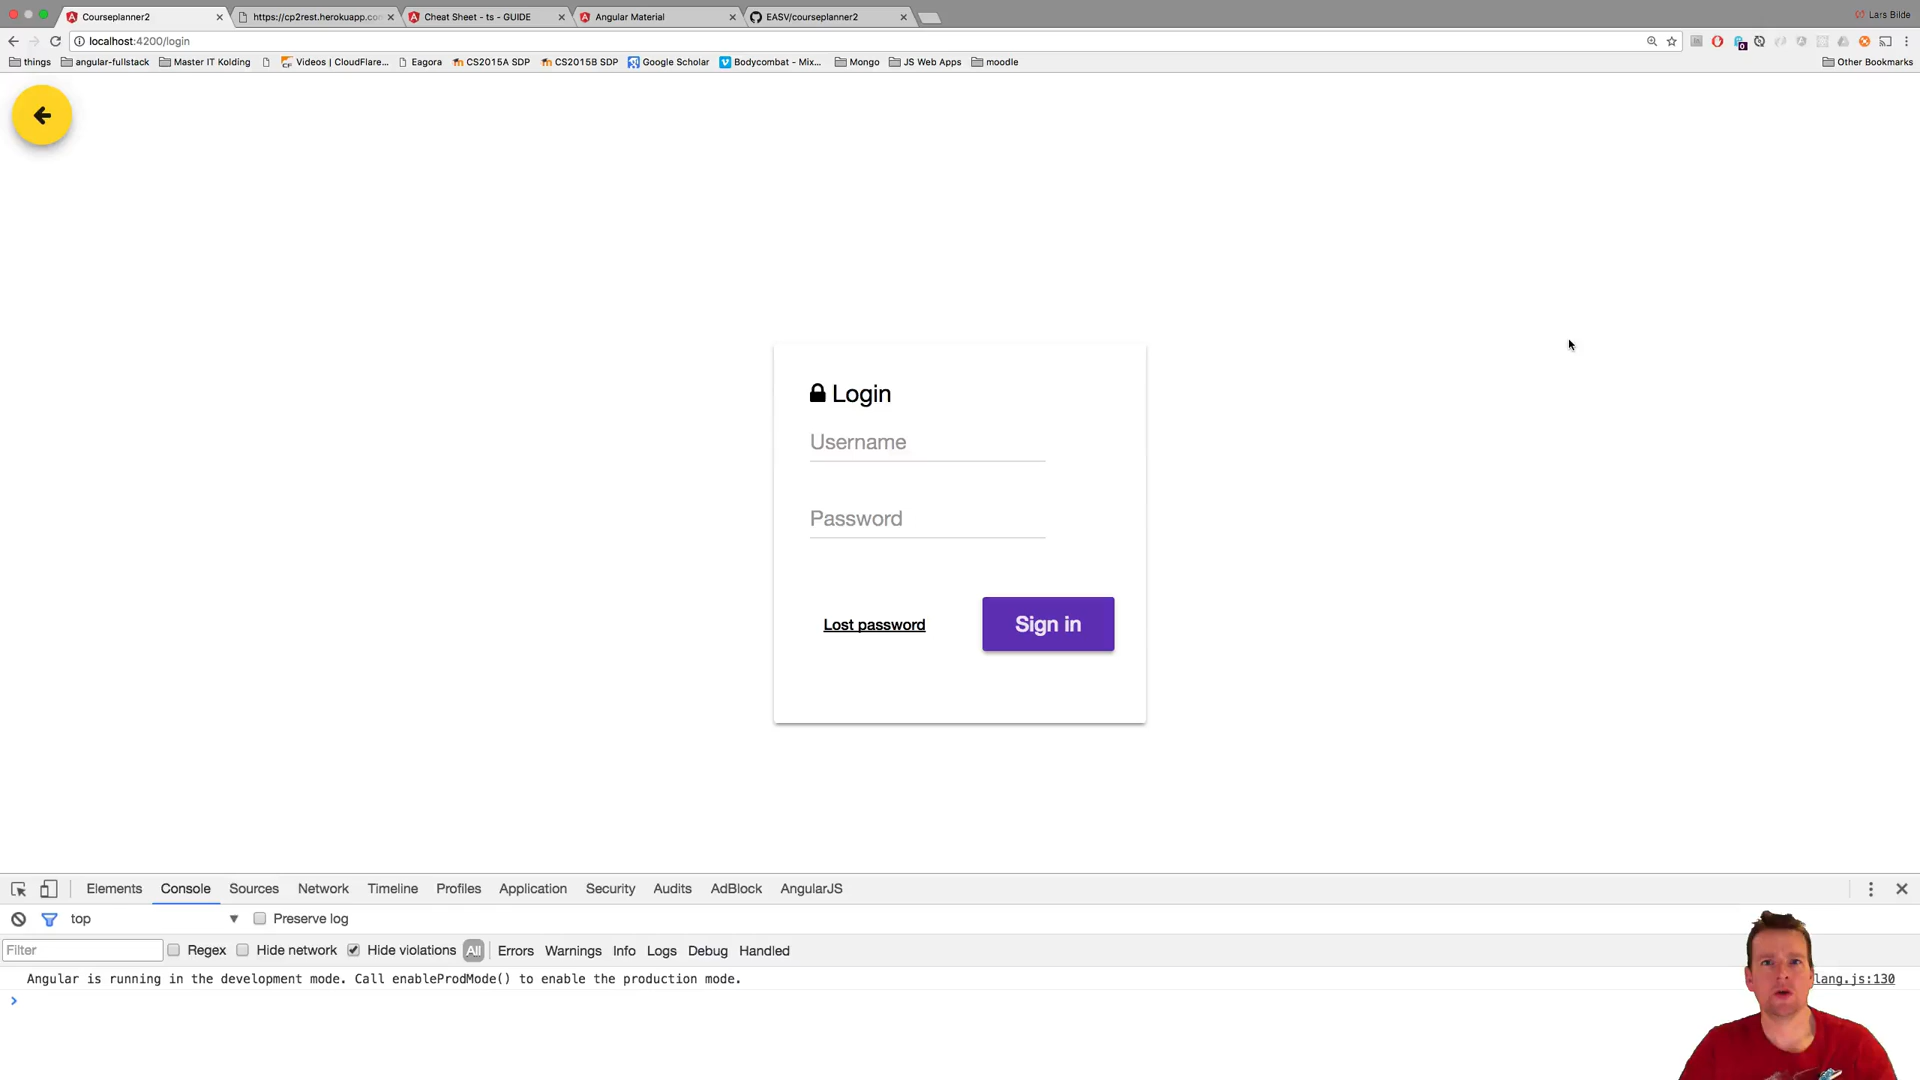 Courseplanner2
https://cp2rest.herokuapp.com
Cheat Sheet - ts - GUIDE
Angular Material
EASV/courseplanner2
Lars Bilde
localhost:4200/login
things
angular-fullstack
Master IT Kolding
Videos | CloudFlare...
Eagora
CS2015A SDP
CS2015B SDP
Google Scholar
Bodycombat - Mix...
Mongo
JS Web Apps
moodle
Other Bookmarks
Login
Username
Password
Lost password
Sign in
Elements
Console
Sources
Network
Timeline
Profiles
Application
Security
Audits
AdBlock
AngularJS
top
Preserve log
Filter
Regex
Hide network
Hide violations
All
Errors
Warnings
Info
Logs
Debug
Handled
Angular is running in the development mode. Call enableProdMode() to enable the production mode.
lang.js:130